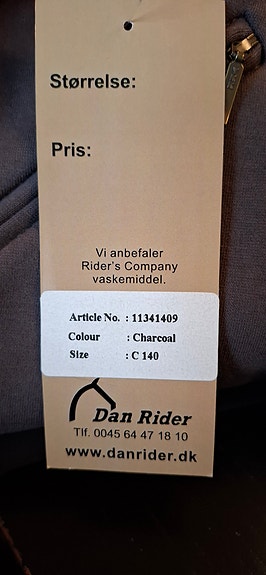 Størrelse:
Pris:
Vi anbefaler
Rider's Company
vaskemiddel.
Article No. : 11341409
Colour : Charcoal
Size : C 140
Dan Rider
Tlf. 0045 64 47 18 10
www.danrider.dk